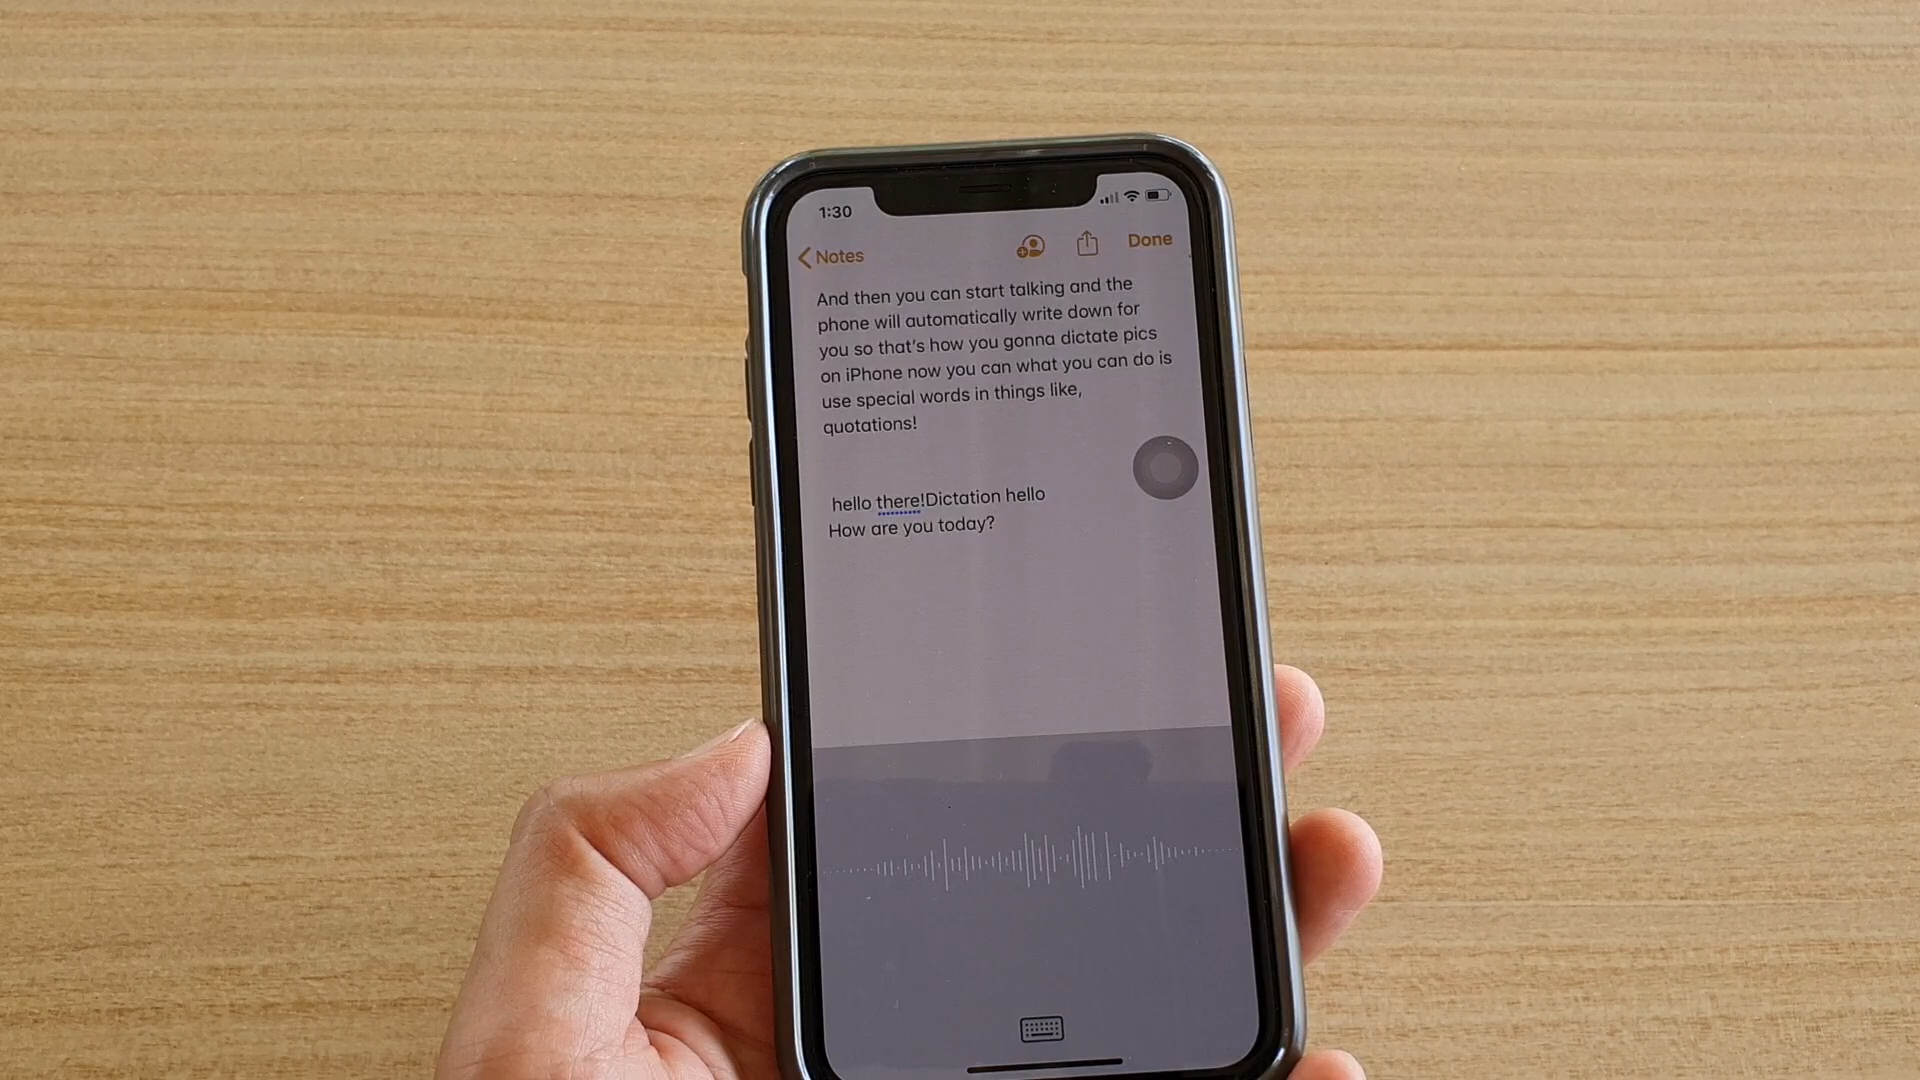 1:30
Notes
Done
And then you can start talking and the
phone will automatically write down for
you so that's how you gonna dictate pics
on iPhone now you can what you can do is
use special words in things like,
quotations!
hello there!Dictation hello
How are you today?